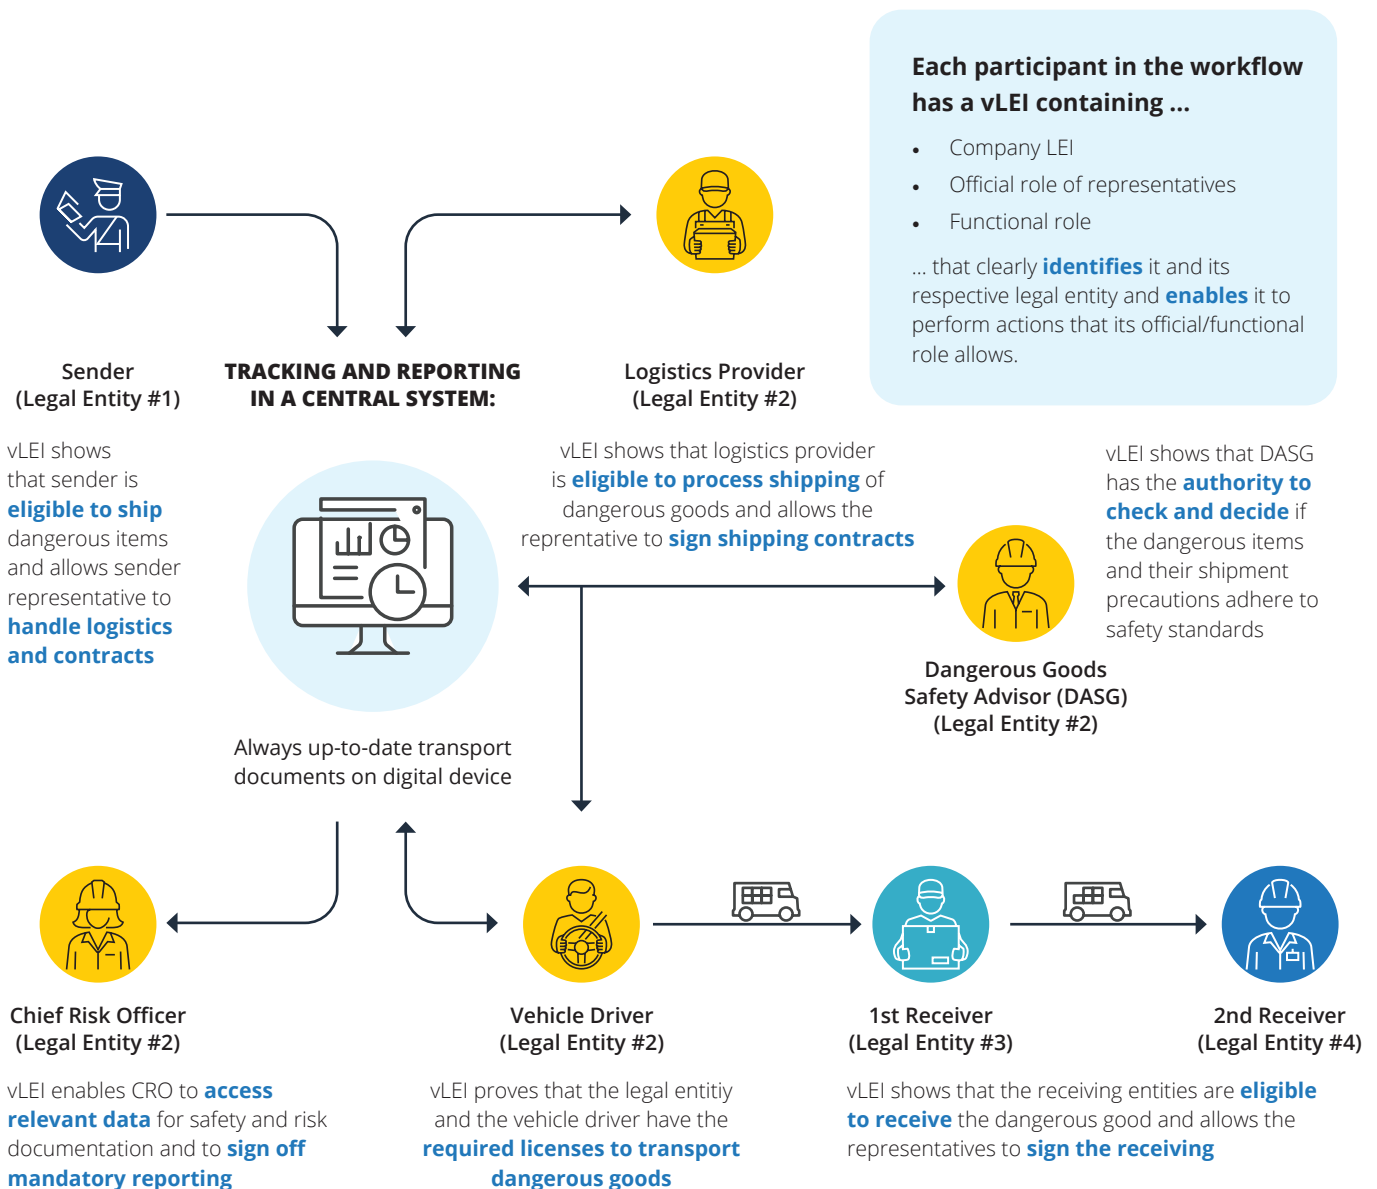 Each participant in the workflow
has a vLEI containing ...
• Company LEI
• Official role of representatives
• Functional role
... that clearly identifies it and its
respective legal entity and enables it to
perform actions that its official/functional
role allows.
Sender
(Legal Entity #1)
vLEI shows
that sender is
eligible to ship
dangerous items
and allows sender
representative to
handle logistics
and contracts
TRACKING AND REPORTING
IN A CENTRAL SYSTEM:
Always up-to-date transport
documents on digital device
Logistics Provider
(Legal Entity #2)
vLEI shows that logistics provider
is eligible to process shipping of
dangerous goods and allows the
reprentative to sign shipping contracts
vLEI shows that DASG
has the authority to
check and decide if
the dangerous items
and their shipment
precautions adhere to
safety standards
Dangerous Goods
Safety Advisor (DASG)
(Legal Entity #2)
Chief Risk Officer
(Legal Entity #2)
vLEI enables CRO to access
relevant data for safety and risk
documentation and to sign off
mandatory reporting
Vehicle Driver
(Legal Entity #2)
vLEI proves that the legal entitiy
and the vehicle driver have the
required licenses to transport
dangerous goods
1st Receiver
(Legal Entity #3)
2nd Receiver
(Legal Entity #4)
vLEI shows that the receiving entities are eligible
to receive the dangerous good and allows the
representatives to sign the receiving